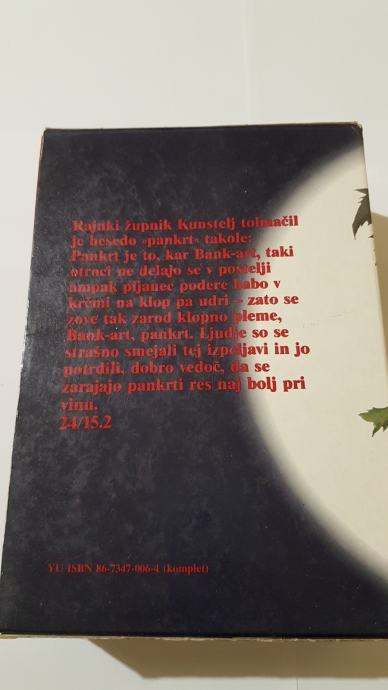 Rajnki župnik Kunstelj tolmačil
je besedo »pankrt« takole:
Pankrt je to, kar Bank-art, taki
otroci ne delajo se v postelji
ampak pijanec podere babo v
krčmi na klop pa udri – zato se
zove tak zarod klopno pleme,
Bank-art, pankrt. Ljudje so se
strašno smejali tej izpeljavi in jo
potrdili, dobro vedoč, da se
zarajajo pankrti res naj bolj pri
vinu.
24/15.2
YU ISBN 86-7347-006-4 (komplet)